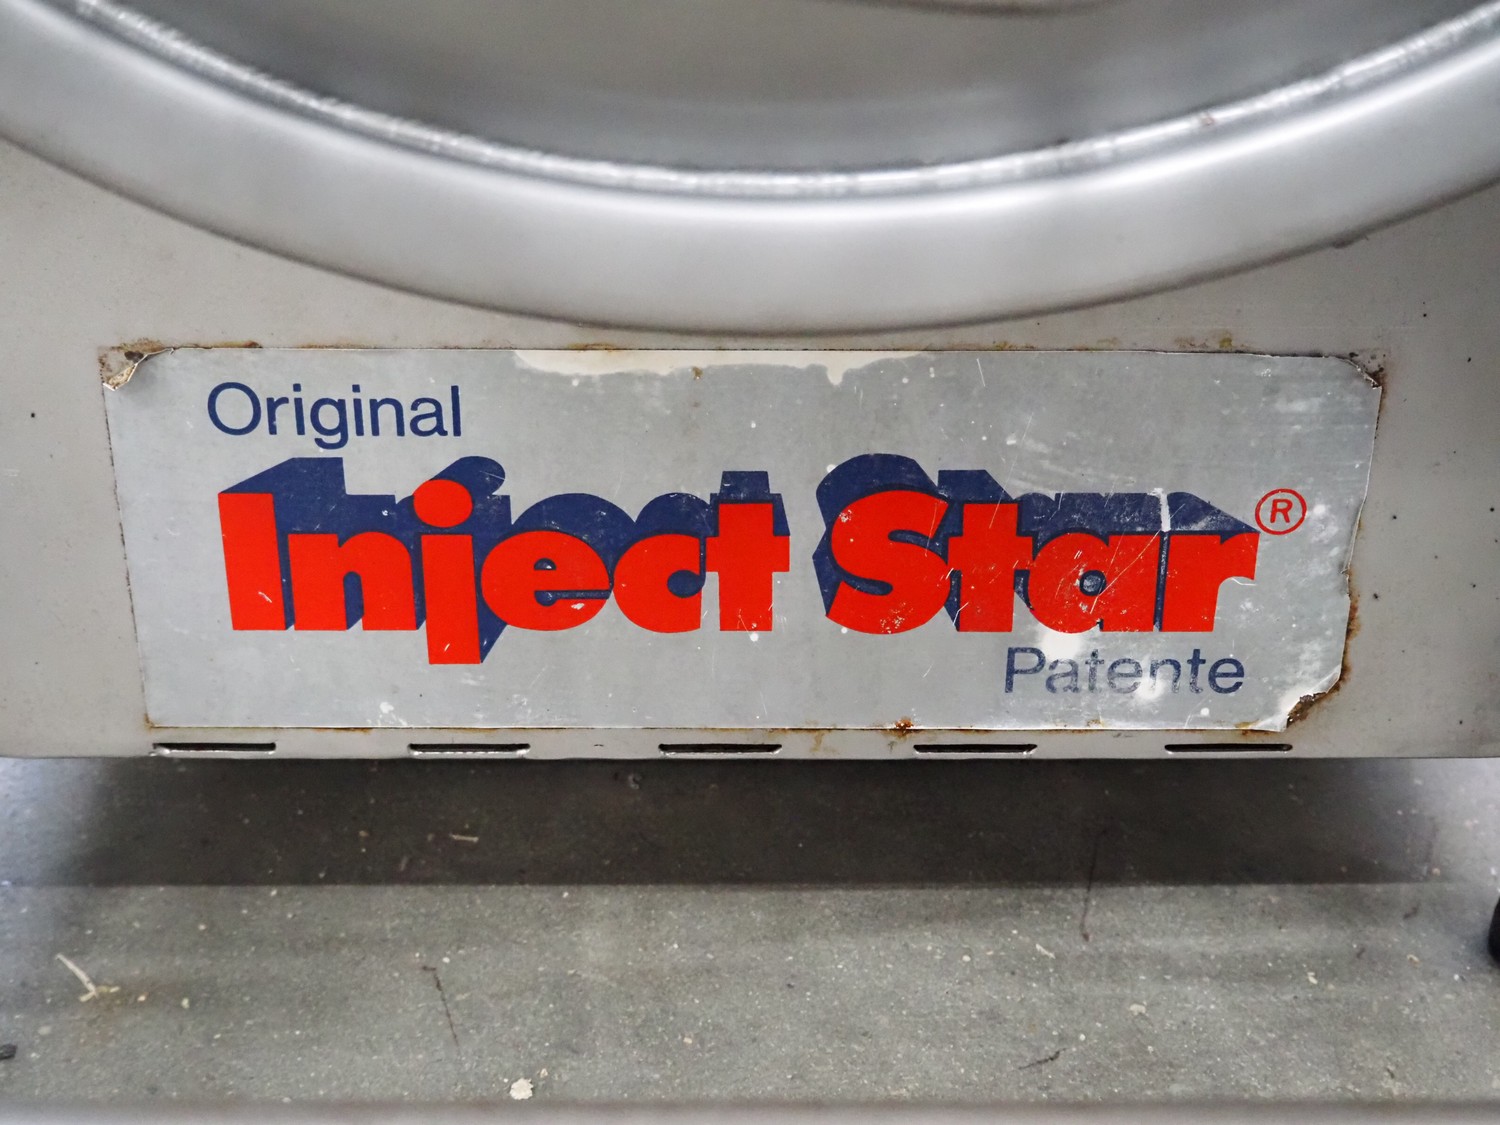 Original
Inject Star ®
Patente